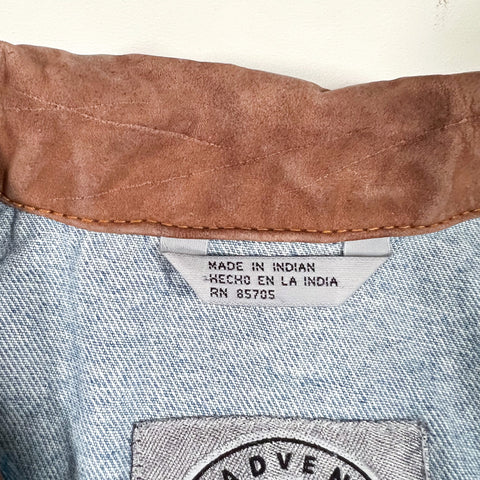 MADE IN INDIAN
HECHO EN LA INDIA
RN 85705
ADVEN